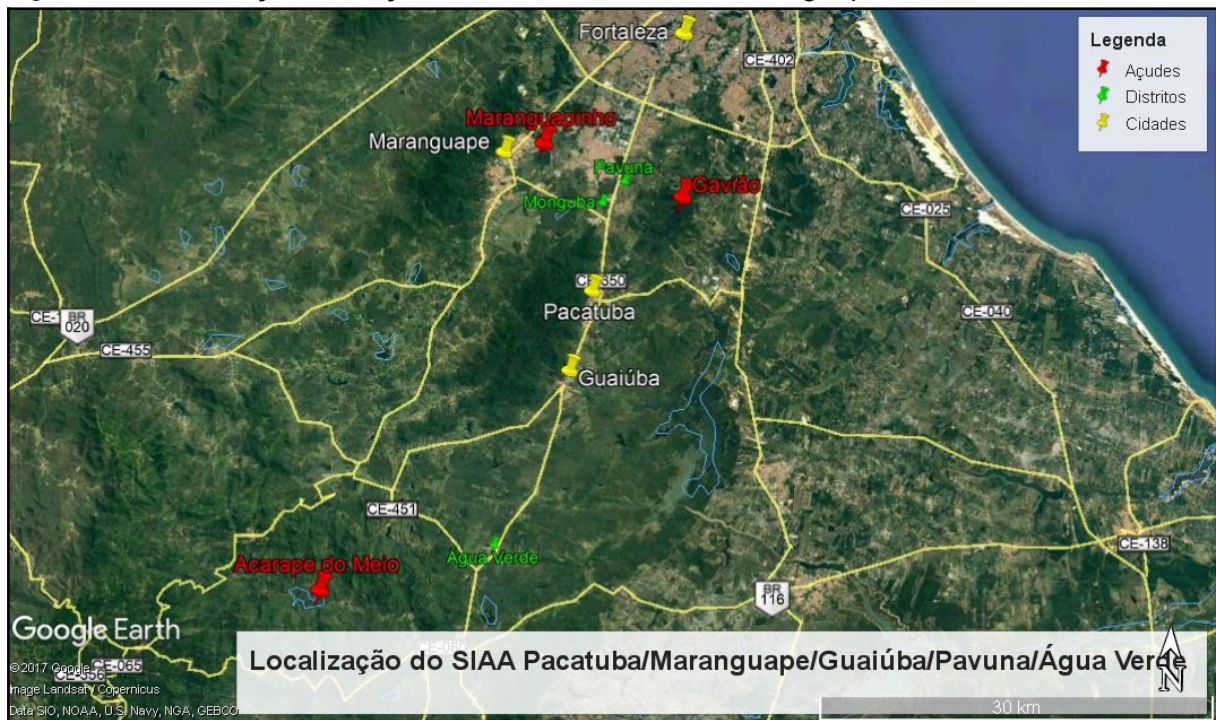 Fortaleza
CE-402
Legenda
Açudes
Distritos
Cidades
Maranguapinho
Maranguape
Pavuna
Gavião
Monguba
CE-025
CE-350
Pacatuba
CE-040
BR
020
CE-455
Guaiúba
CE-451
Água Verde
CE-138
Acarape do Meio
BR
116
Google Earth
Localização do SIAA Pacatuba/Maranguape/Guaiúba/Pavuna/Água Verde
N
©2017 Google
CE-065
Image Landsat / Copernicus
Data SIO, NOAA, U.S. Navy, NGA, GEBCO
30 km